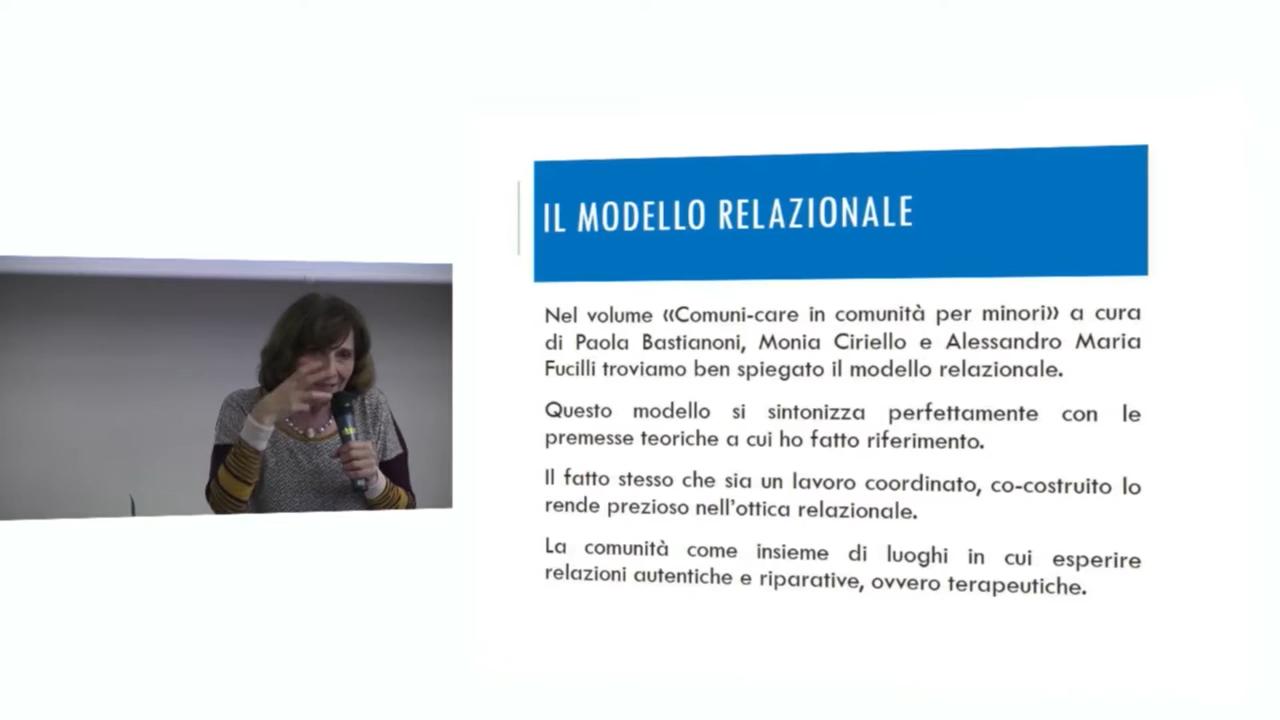 IL MODELLO RELAZIONALE
Nel volume «Comuni-care in comunità per minori» a cura
di Paola Bastianoni, Monia Ciriello e Alessandro Maria
Fucilli troviamo ben spiegato il modello relazionale.
Questo modello si sintonizza perfettamente con le
premesse teoriche a cui ho fatto riferimento.
Il fatto stesso che sia un lavoro coordinato, co-costruito lo
rende prezioso nell'ottica relazionale.
La comunità come insieme di luoghi in cui esperire
relazioni autentiche e riparative, ovvero terapeutiche.